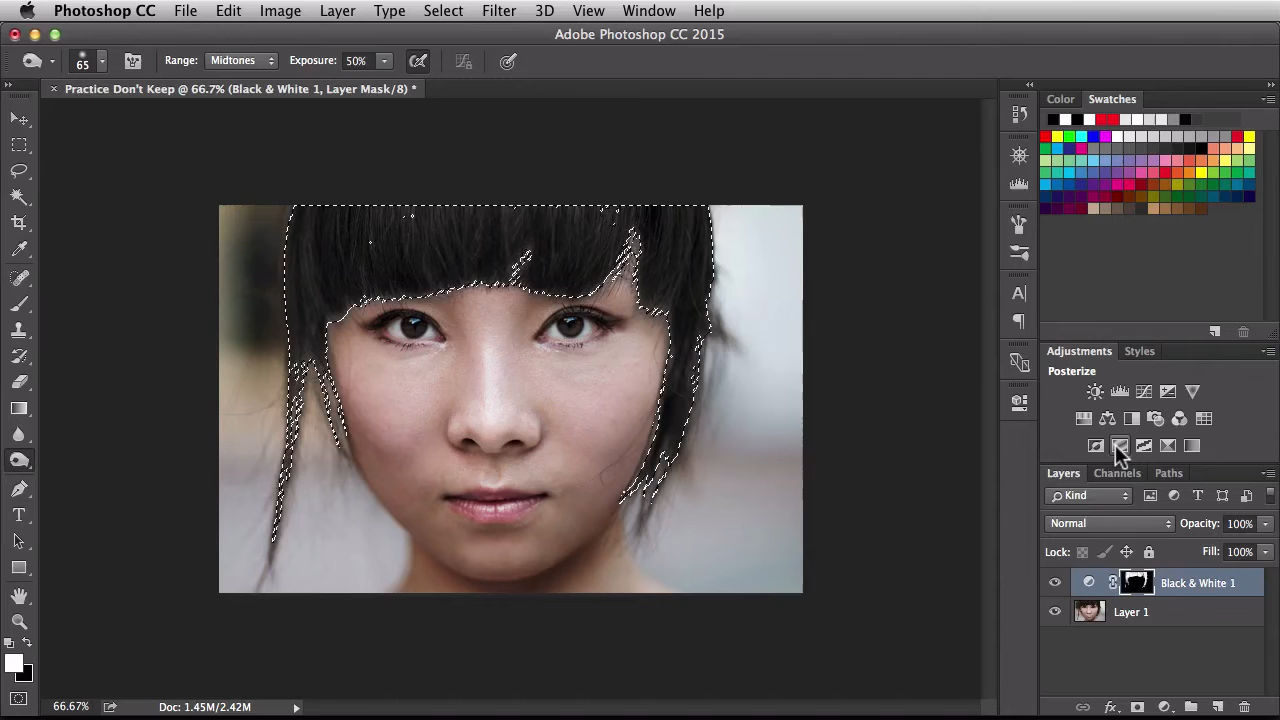 Photoshop CC File Edit Image Layer Type Select Filter 3D View Window Help
Adobe Photoshop CC 2015
65 Range: Midtones Exposure: 50%
Practice Don't Keep @ 66.7% (Black & White 1, Layer Mask/8) *
Color Swatches
Adjustments Styles
Posterize
Layers Channels Paths
Kind
Normal Opacity: 100%
Lock: Fill: 100%
Black & White 1
Layer 1
66.67% Doc: 1.45M/2.42M